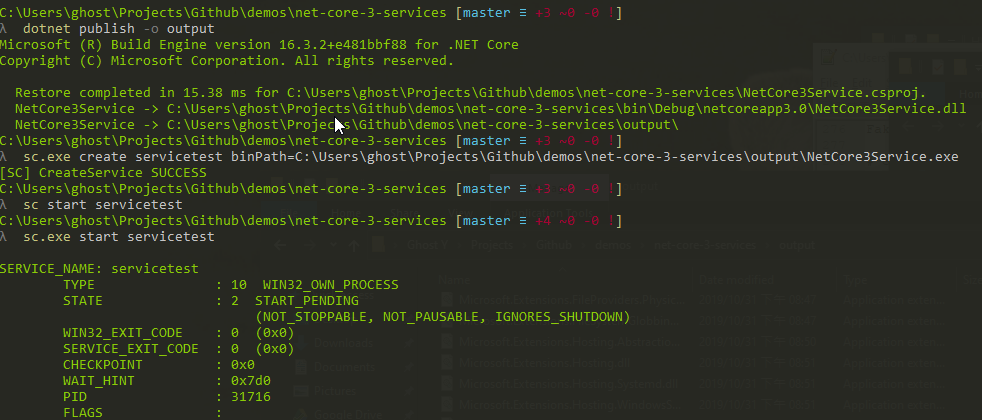 C:\Users\ghost\Projects\Github\demos\net-core-3-services [master ≡ +3 ~0 -0 !]
λ  dotnet publish -o output
Microsoft (R) Build Engine version 16.3.2+e481bbf88 for .NET Core
Copyright (C) Microsoft Corporation. All rights reserved.
Restore completed in 15.38 ms for C:\Users\ghost\Projects\Github\demos\net-core-3-services\NetCore3Service.csproj.
NetCore3Service -> C:\Users\ghost\Projects\Github\demos\net-core-3-services\bin\Debug\netcoreapp3.0\NetCore3Service.dll
NetCore3Service -> C:\Users\ghost\Projects\Github\demos\net-core-3-services\output\
C:\Users\ghost\Projects\Github\demos\net-core-3-services [master ≡ +3 ~0 -0 !]
λ  sc.exe create servicetest binPath=C:\Users\ghost\Projects\Github\demos\net-core-3-services\output\NetCore3Service.exe
[SC] CreateService SUCCESS
C:\Users\ghost\Projects\Github\demos\net-core-3-services [master ≡ +3 ~0 -0 !]
λ  sc start servicetest
C:\Users\ghost\Projects\Github\demos\net-core-3-services [master ≡ +4 ~0 -0 !]
λ  sc.exe start servicetest
SERVICE_NAME: servicetest
TYPE               : 10  WIN32_OWN_PROCESS
STATE              : 2  START_PENDING
(NOT_STOPPABLE, NOT_PAUSABLE, IGNORES_SHUTDOWN)
WIN32_EXIT_CODE    : 0  (0x0)
SERVICE_EXIT_CODE  : 0  (0x0)
CHECKPOINT         : 0x0
WAIT_HINT          : 0x7d0
PID                : 31716
FLAGS              :